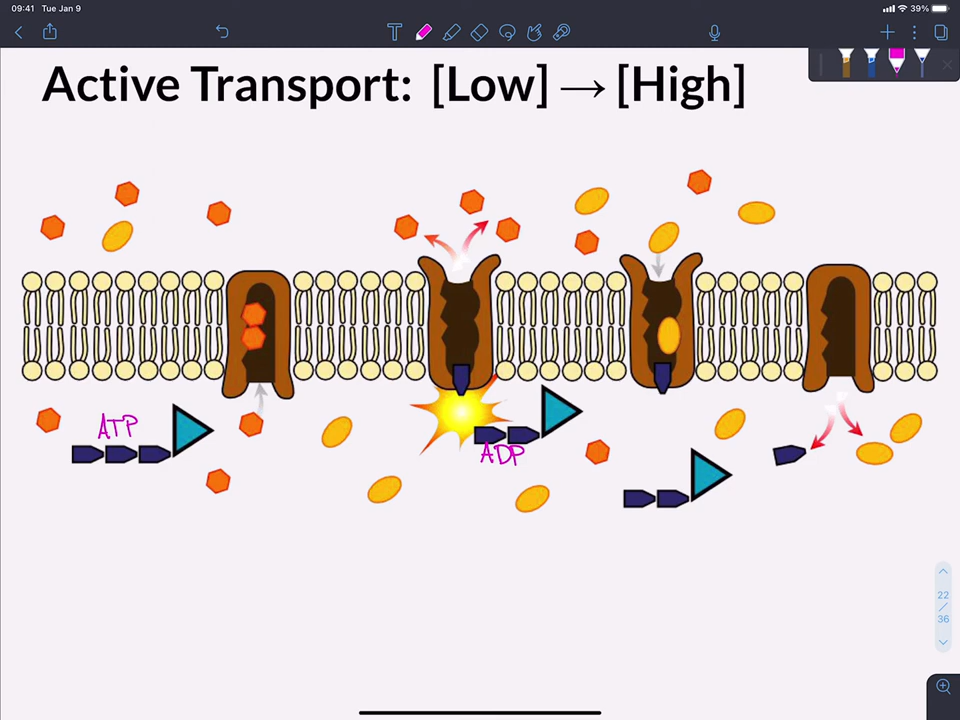 09:41 Tue Jan 9 39%
Active Transport: [Low] → [High]
ATP
ADP
22
/
36